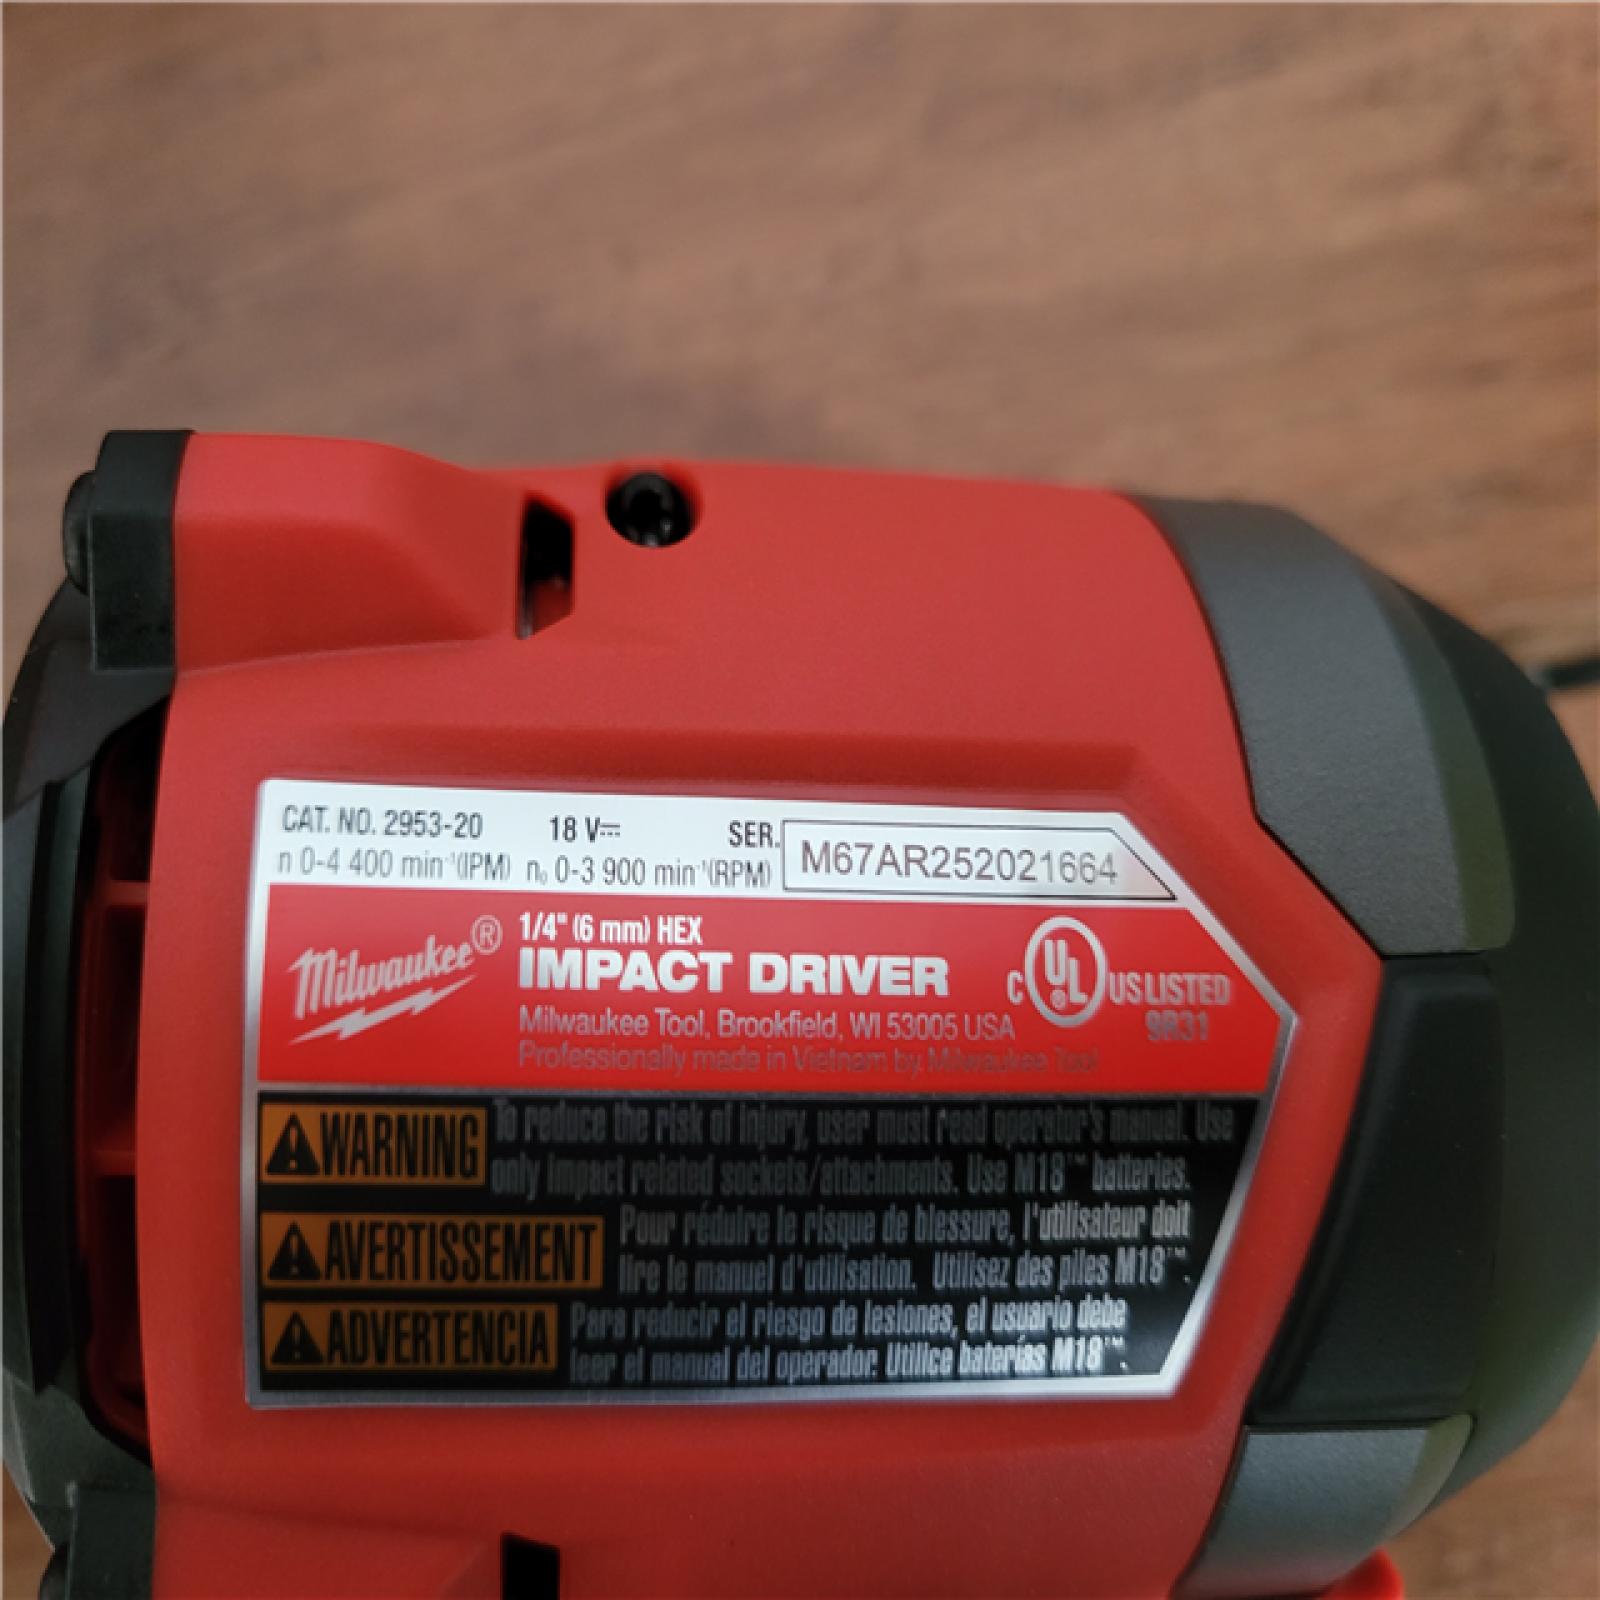 CAT. NO. 2953-20 18 V⎓ SER. M67AR252021664
n 0-4 400 min⁻¹(IPM) n₀ 0-3 900 min⁻¹(RPM)
Milwaukee® 1/4" (6 mm) HEX
IMPACT DRIVER
C UL® US LISTED
9R31
Milwaukee Tool, Brookfield, WI 53005 USA
Professionally made in Vietnam by Milwaukee Tool
WARNING To reduce the risk of injury, user must read operator's manual. Use
only impact related sockets/attachments. Use M18™ batteries.
AVERTISSEMENT Pour réduire le risque de blessure, l'utilisateur doit
lire le manuel d'utilisation. Utilisez des piles M18™.
ADVERTENCIA Para reducir el riesgo de lesiones, el usuario debe
leer el manual del operador. Utilice baterías M18™.